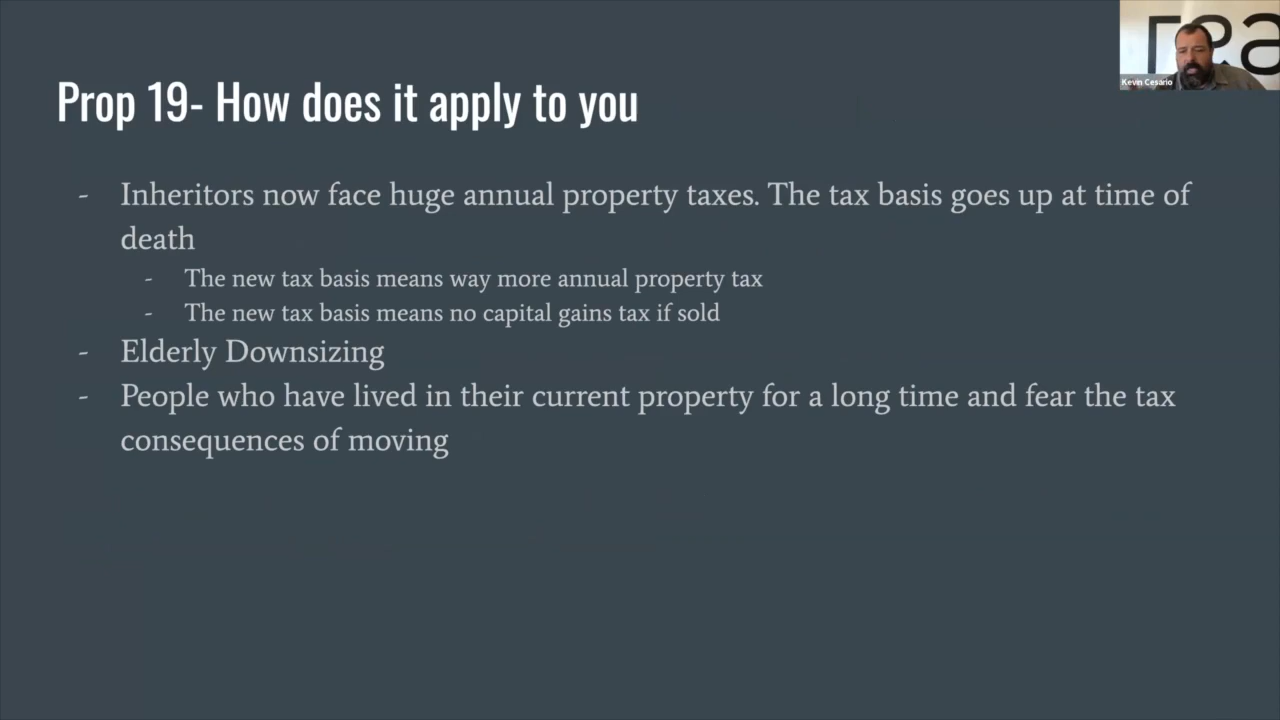 Prop 19- How does it apply to you
- Inheritors now face huge annual property taxes. The tax basis goes up at time of
death
- The new tax basis means way more annual property tax
- The new tax basis means no capital gains tax if sold
- Elderly Downsizing
- People who have lived in their current property for a long time and fear the tax
consequences of moving
rea
Kevin Cesario